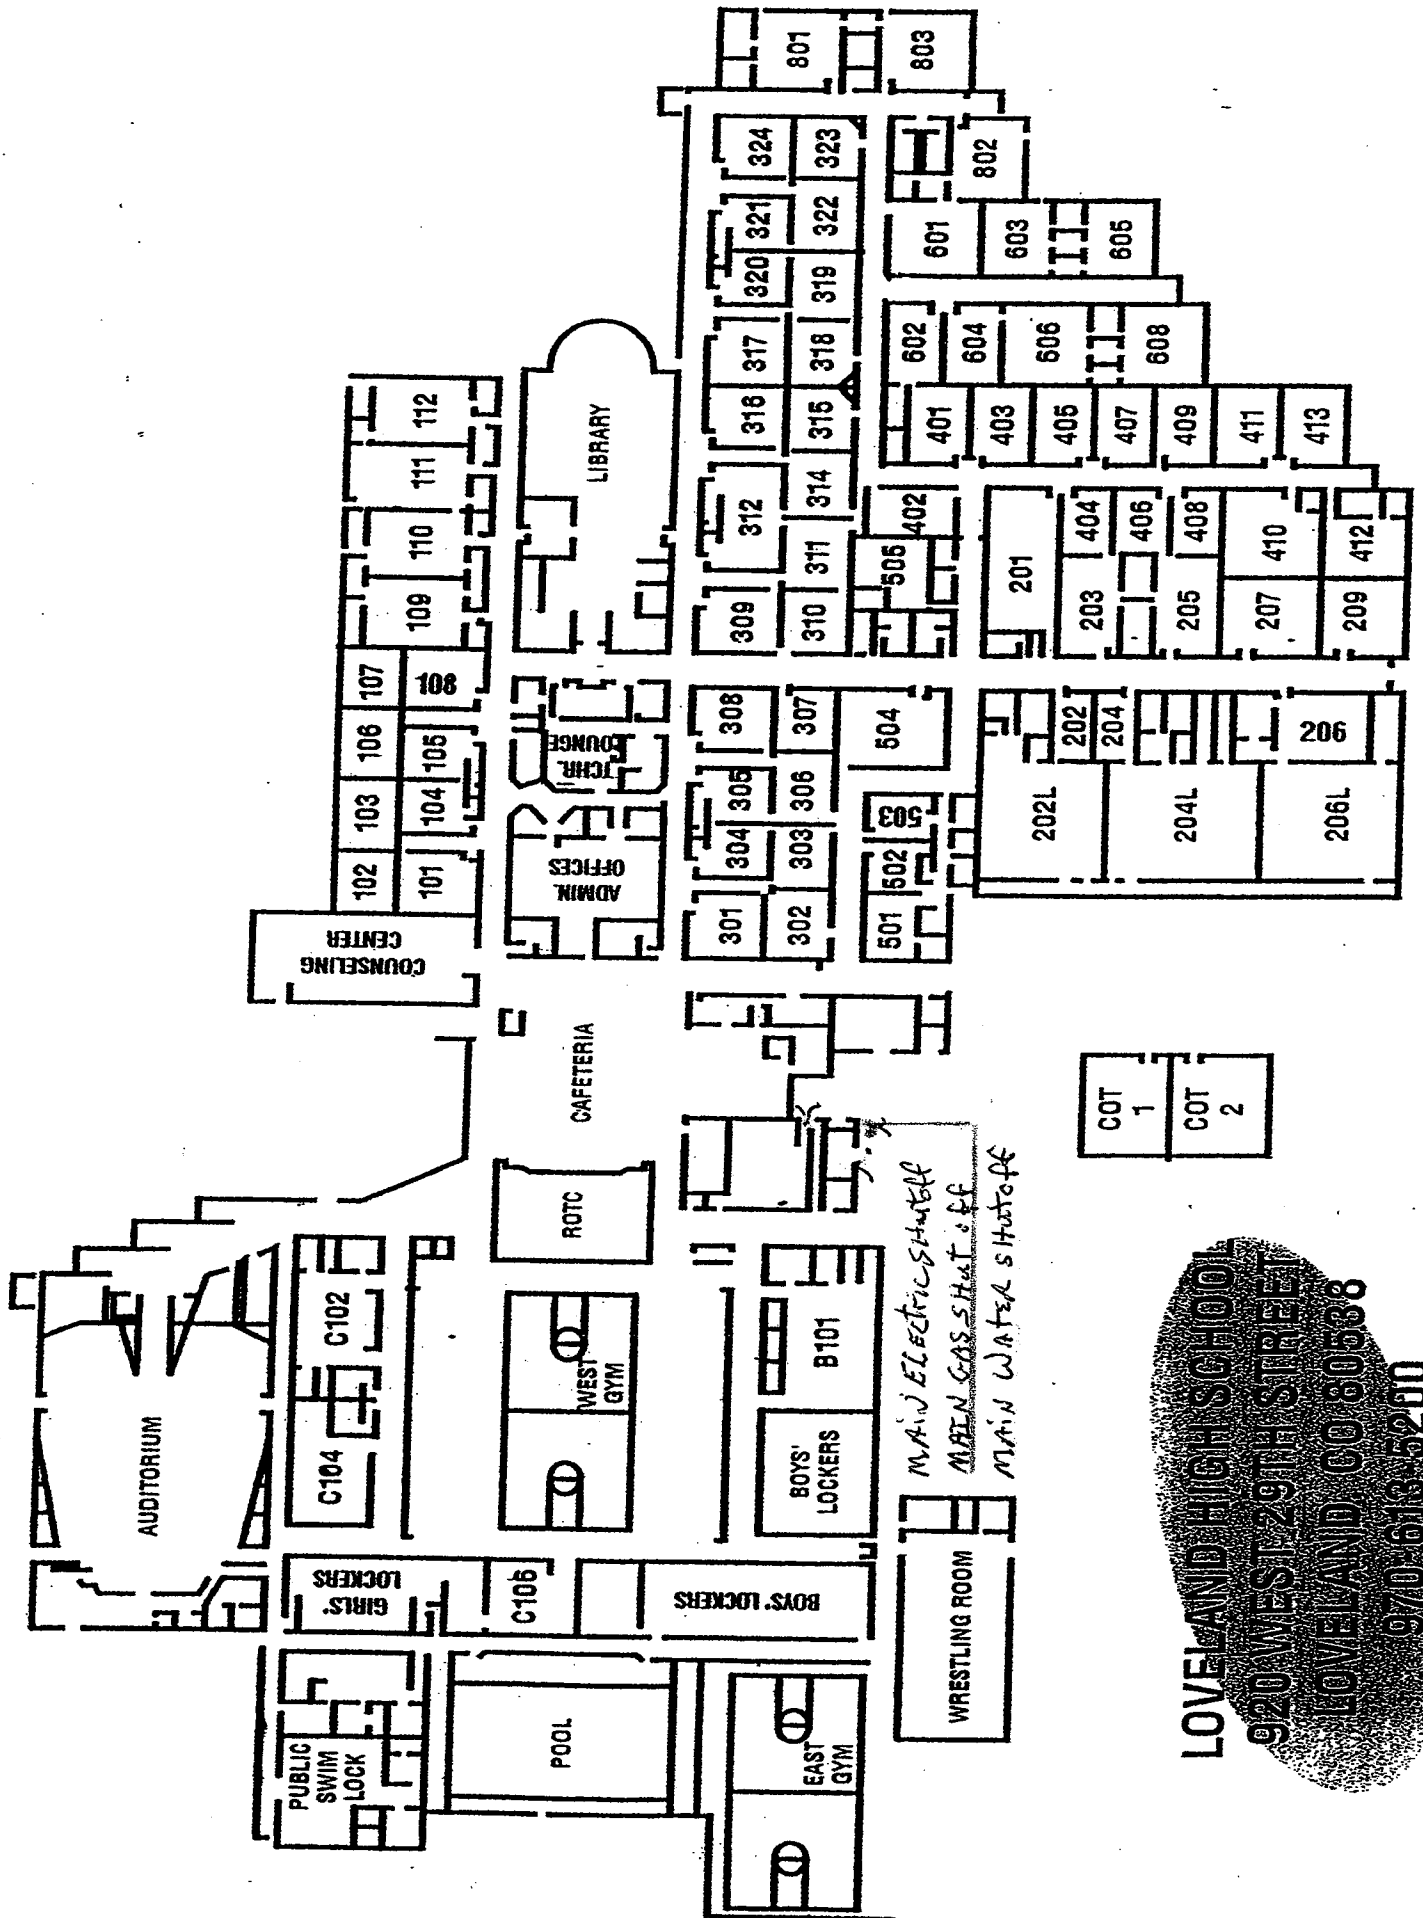 AUDITORIUM
PUBLIC
SWIM
LOCK
GIRLS'
LOCKERS
C104
C102
C106
POOL
WEST
GYM
ROTC
CAFETERIA
BOYS' LOCKERS
BOYS'
LOCKERS
B101
EAST
GYM
WRESTLING ROOM
MAIN ELECTRIC SHutoff
MAIN GAS SHut off
MAIN WAteR SHutoff
COUNSELING
CENTER
102
103
106
107
101
104
105
108
109
110
111
112
ADMIN.
OFFICES
TCHR.
LOUNGE
LIBRARY
301
304
305
308
309
312
316
317
320
321
324
302
303
306
307
310
311
314
315
318
319
322
323
801
803
802
501
502
503
504
505
402
401
403
405
407
409
411
413
602
604
606
608
601
603
605
201
203
205
207
209
404
406
408
410
412
202
204
206
202L
204L
206L
COT
1
COT
2
LOVELAND HIGH SCHOOL
920 WEST 29TH STREET
LOVELAND CO 80538
970-613-5200